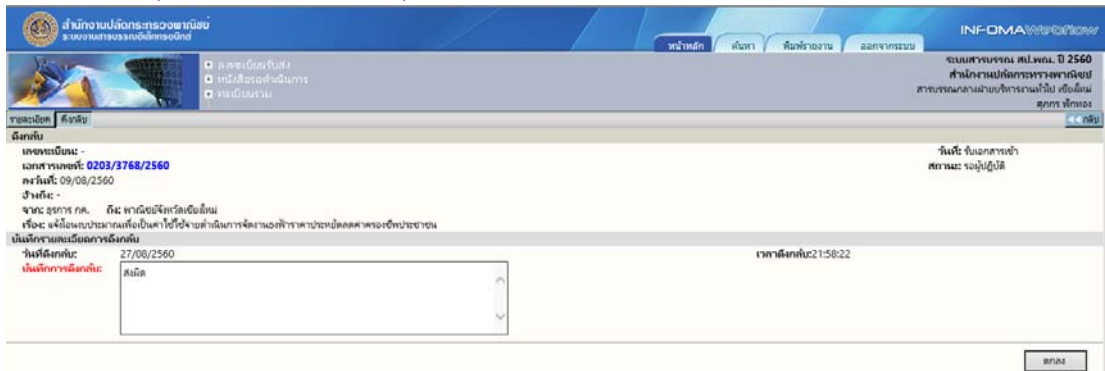 สำนักงานปลัดกระทรวงพาณิชย์
ระบบงานสารบรรณอิเล็กทรอนิกส์
INFOMA WebFlow
หน้าหลัก ค้นหา พิมพ์รายงาน ออกจากระบบ
ลงทะเบียนรับส่ง
หนังสือรอดำเนินการ
ทะเบียนรวม
ระบบสารบรรณ สป.พณ. ปี 2560
สำนักงานปลัดกระทรวงพาณิชย์
สารบรรณกลางฝ่ายบริหารงานทั่วไป เชียงใหม่
ศุภกร ฟักทอง
รายละเอียด ดึงกลับ << กลับ
ดึงกลับ
เลขทะเบียน: - วันที่: รับเอกสารเข้า
เอกสารเลขที่: 0203/3768/2560 สถานะ: รอผู้ปฏิบัติ
ลงวันที่: 09/08/2560
อ้างถึง: -
จาก: ธุรการ กค. ถึง: พาณิชย์จังหวัดเชียงใหม่
เรื่อง: แจ้งโอนงบประมาณเพื่อเป็นค่าใช้ใช้จ่ายดำเนินการจัดงานธงฟ้าราคาประหยัดลดค่าครองชีพประชาชน
บันทึกรายละเอียดการดึงกลับ
วันที่ดึงกลับ: 27/08/2560 เวลาดึงกลับ:21:58:22
บันทึกการดึงกลับ: ส่งผิด
ตกลง